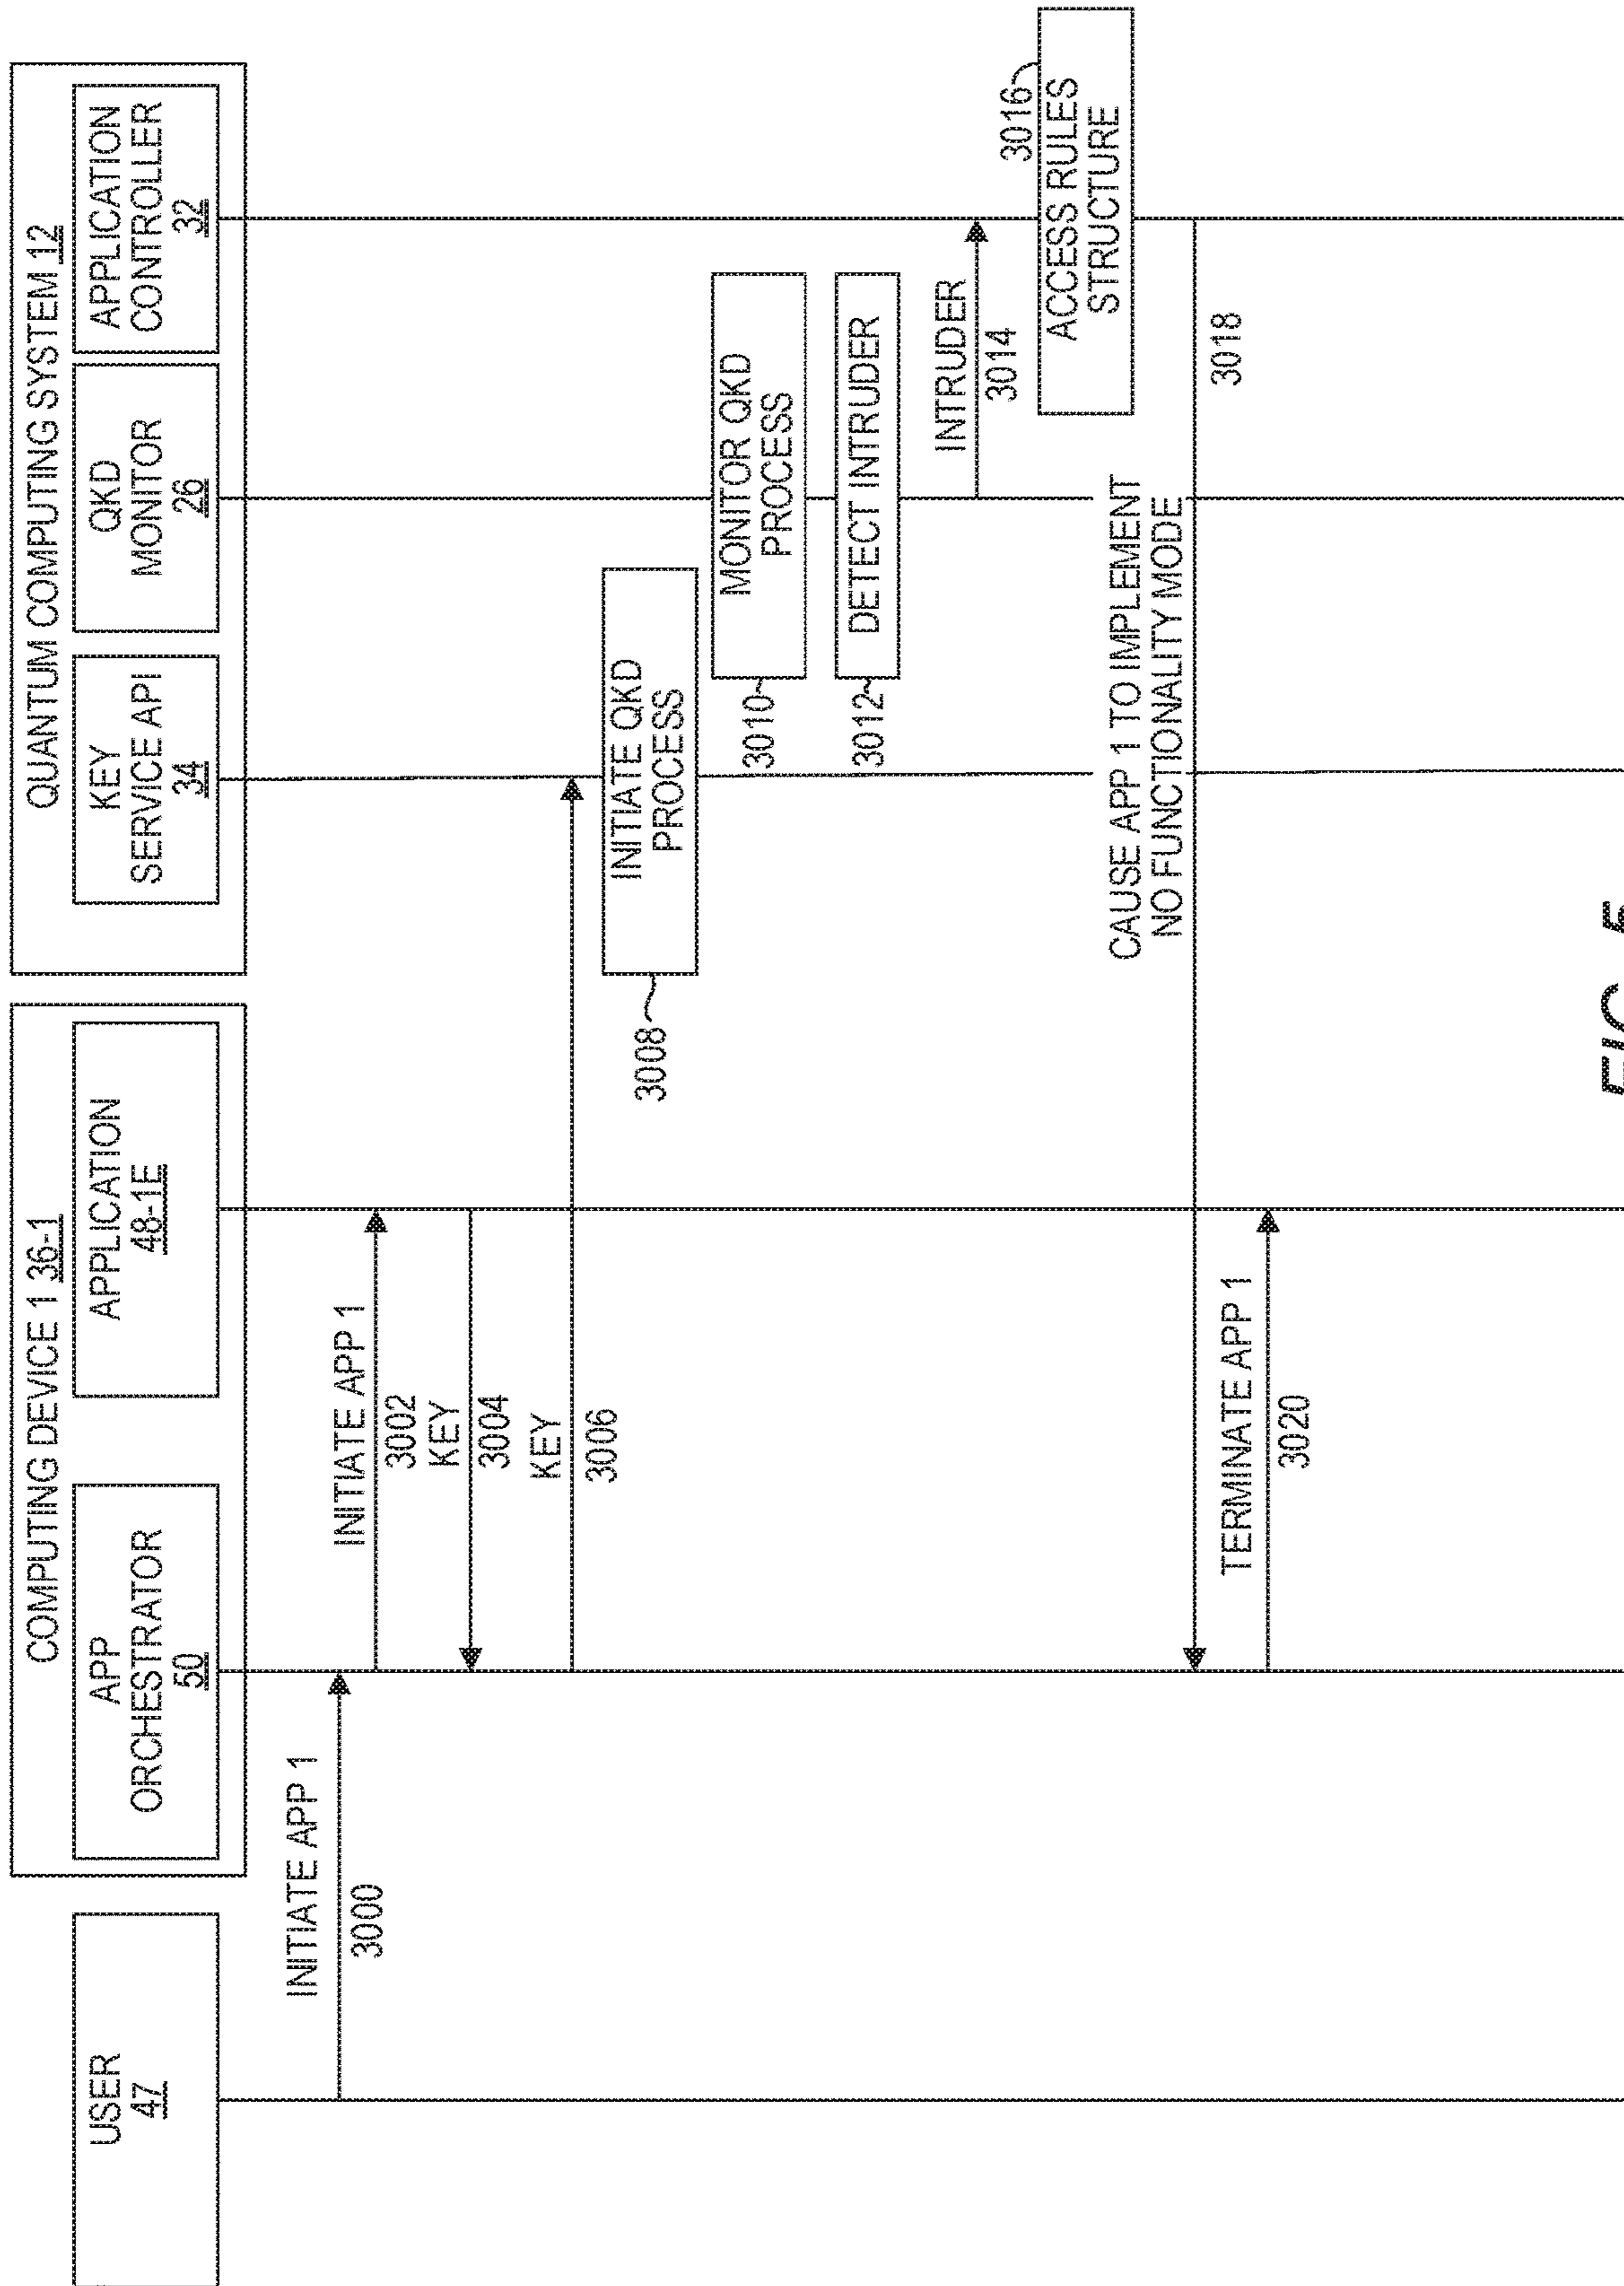 USER
47
COMPUTING DEVICE 1 36-1
APP
ORCHESTRATOR
50
APPLICATION
48-1E
QUANTUM COMPUTING SYSTEM 12
KEY
SERVICE API
34
QKD
MONITOR
26
APPLICATION
CONTROLLER
32
INITIATE APP 1
3000
INITIATE APP 1
3002
KEY
3004
KEY
3006
3008
INITIATE QKD
PROCESS
3010
MONITOR QKD
PROCESS
3012
DETECT INTRUDER
INTRUDER
3014
3016
ACCESS RULES
STRUCTURE
CAUSE APP 1 TO IMPLEMENT
NO FUNCTIONALITY MODE
3018
TERMINATE APP 1
3020
FIG. 5